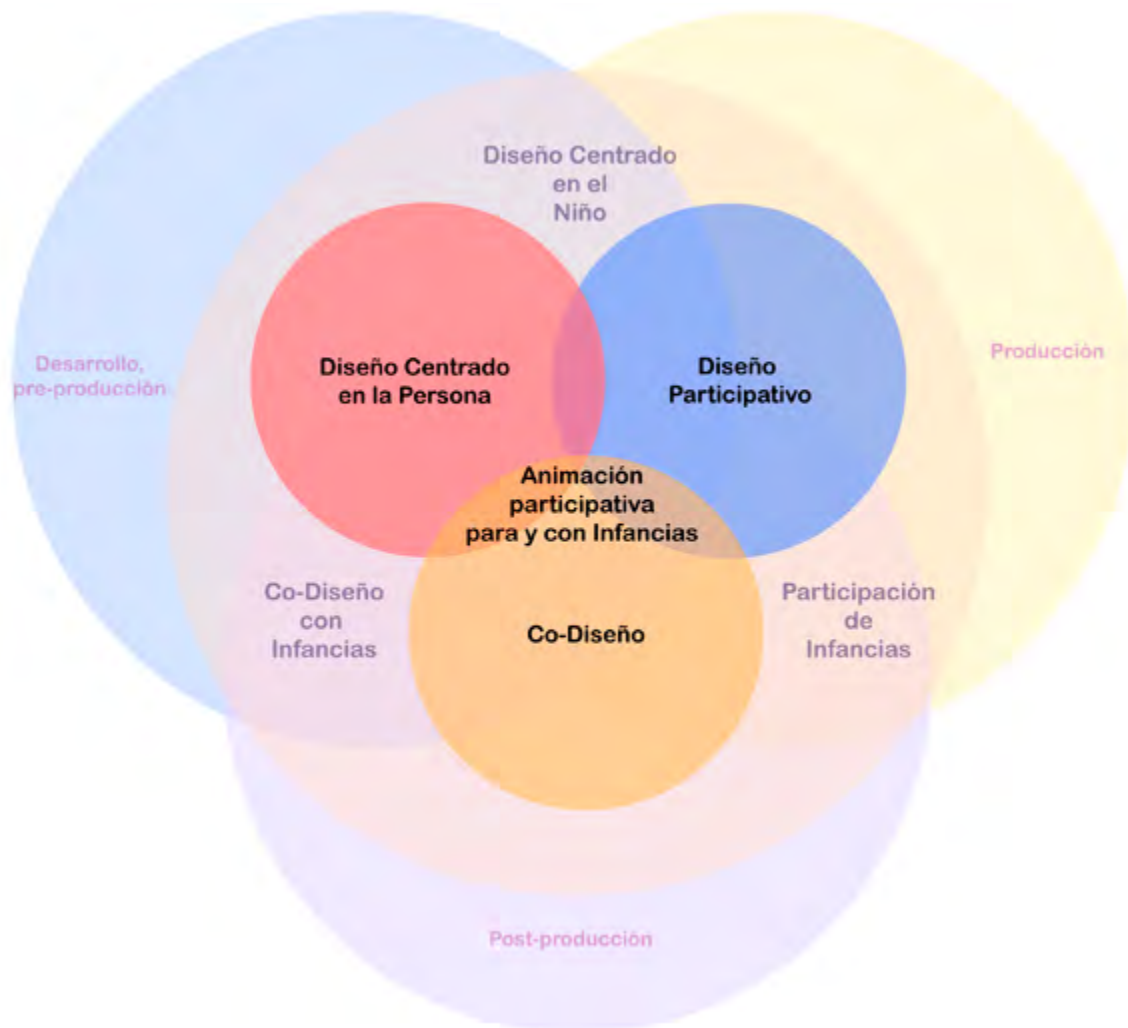 Diseño Centrado
en el
Niño
Desarrollo,
pre-producción
Producción
Diseño Centrado
en la Persona
Diseño
Participativo
Animación
participativa
para y con Infancias
Co-Diseño
con
Infancias
Participación
de
Infancias
Co-Diseño
Post-producción